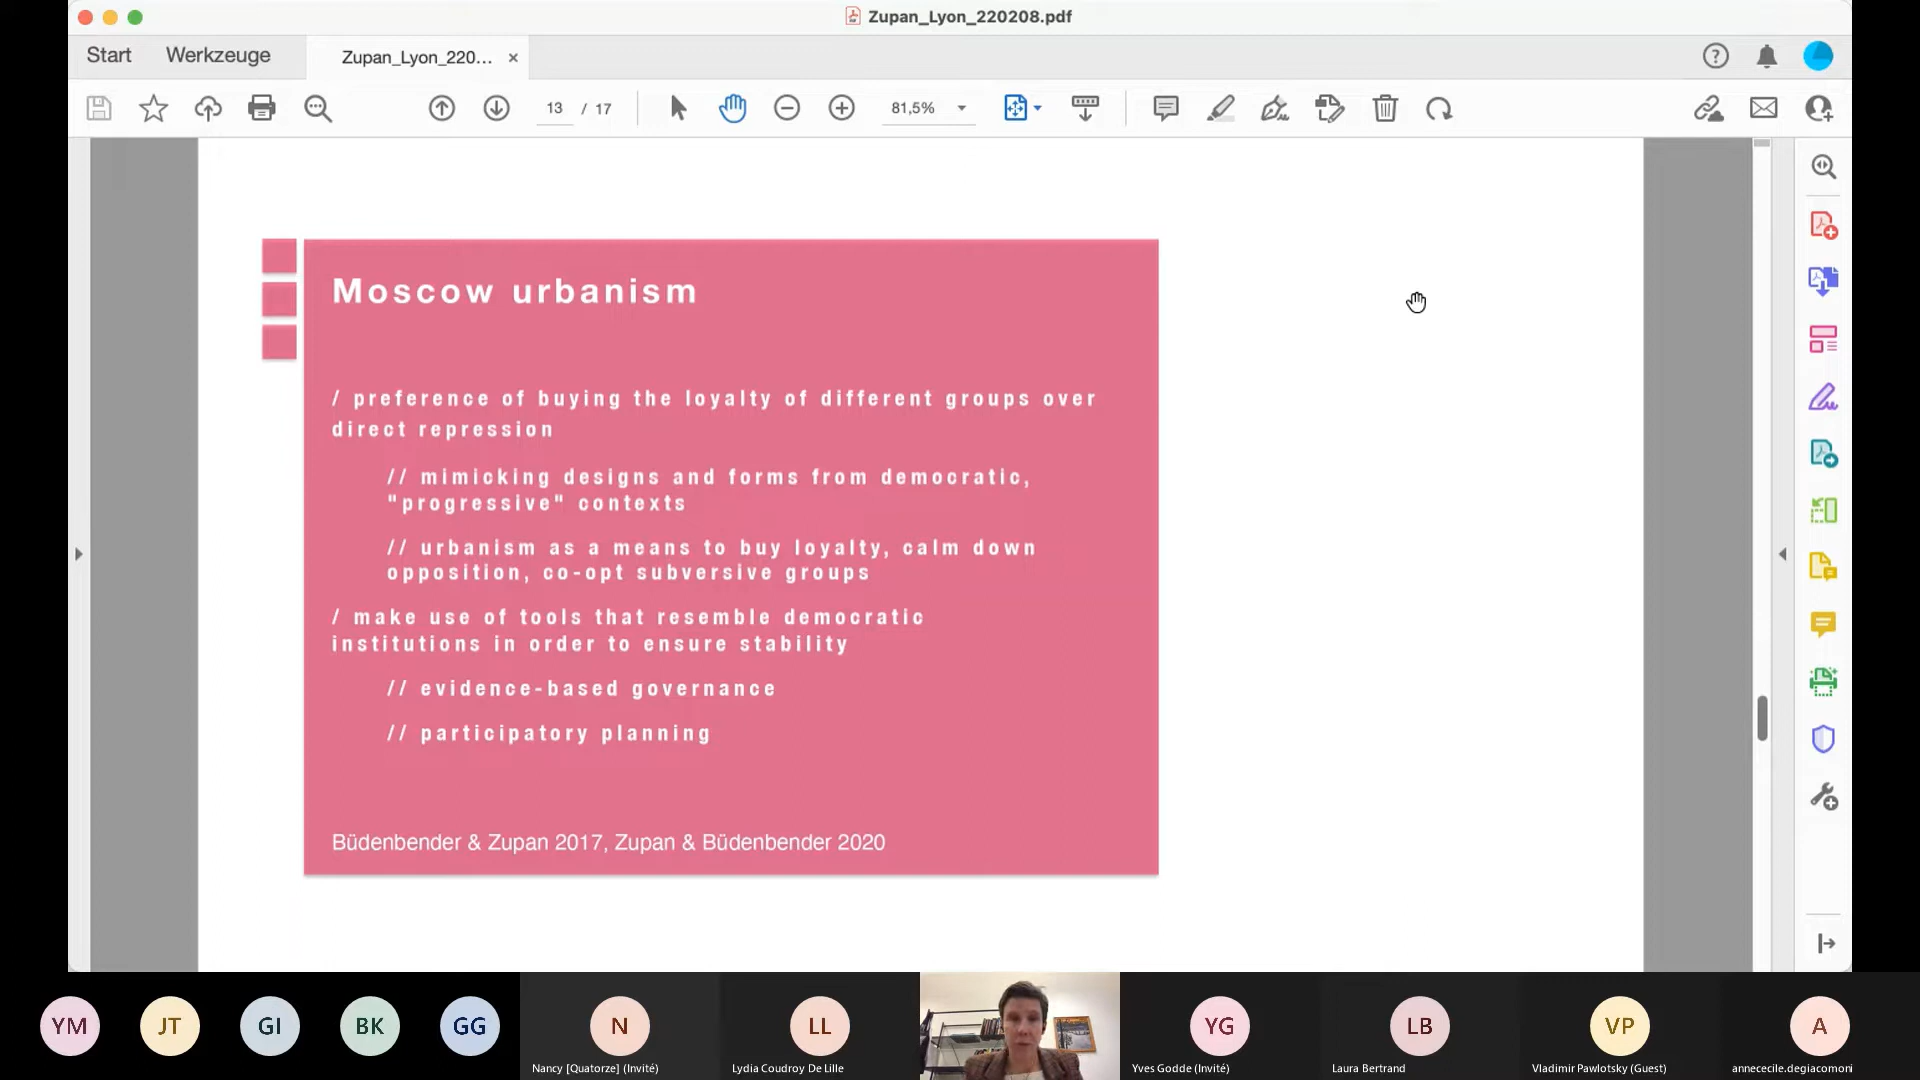 Zupan_Lyon_220208.pdf
Start
Werkzeuge
Zupan_Lyon_220...
13 / 17
81,5%
Moscow urbanism
/ preference of buying the loyalty of different groups over
direct repression
// mimicking designs and forms from democratic,
"progressive" contexts
// urbanism as a means to buy loyalty, calm down
opposition, co-opt subversive groups
/ make use of tools that resemble democratic
institutions in order to ensure stability
// evidence-based governance
// participatory planning
Büdenbender & Zupan 2017, Zupan & Büdenbender 2020
YM
JT
GI
BK
GG
N
LL
YG
LB
VP
A
Nancy [Quatorze] (Invité)
Lydia Coudroy De Lille
Yves Godde (Invité)
Laura Bertrand
Vladimir Pawlotsky (Guest)
annececile.degiacomoni